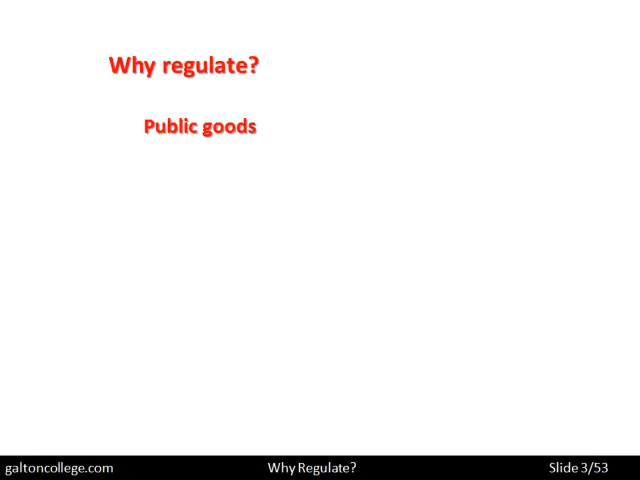 Why regulate?
Public goods
galtoncollege.com
Why Regulate?
Slide 3/53